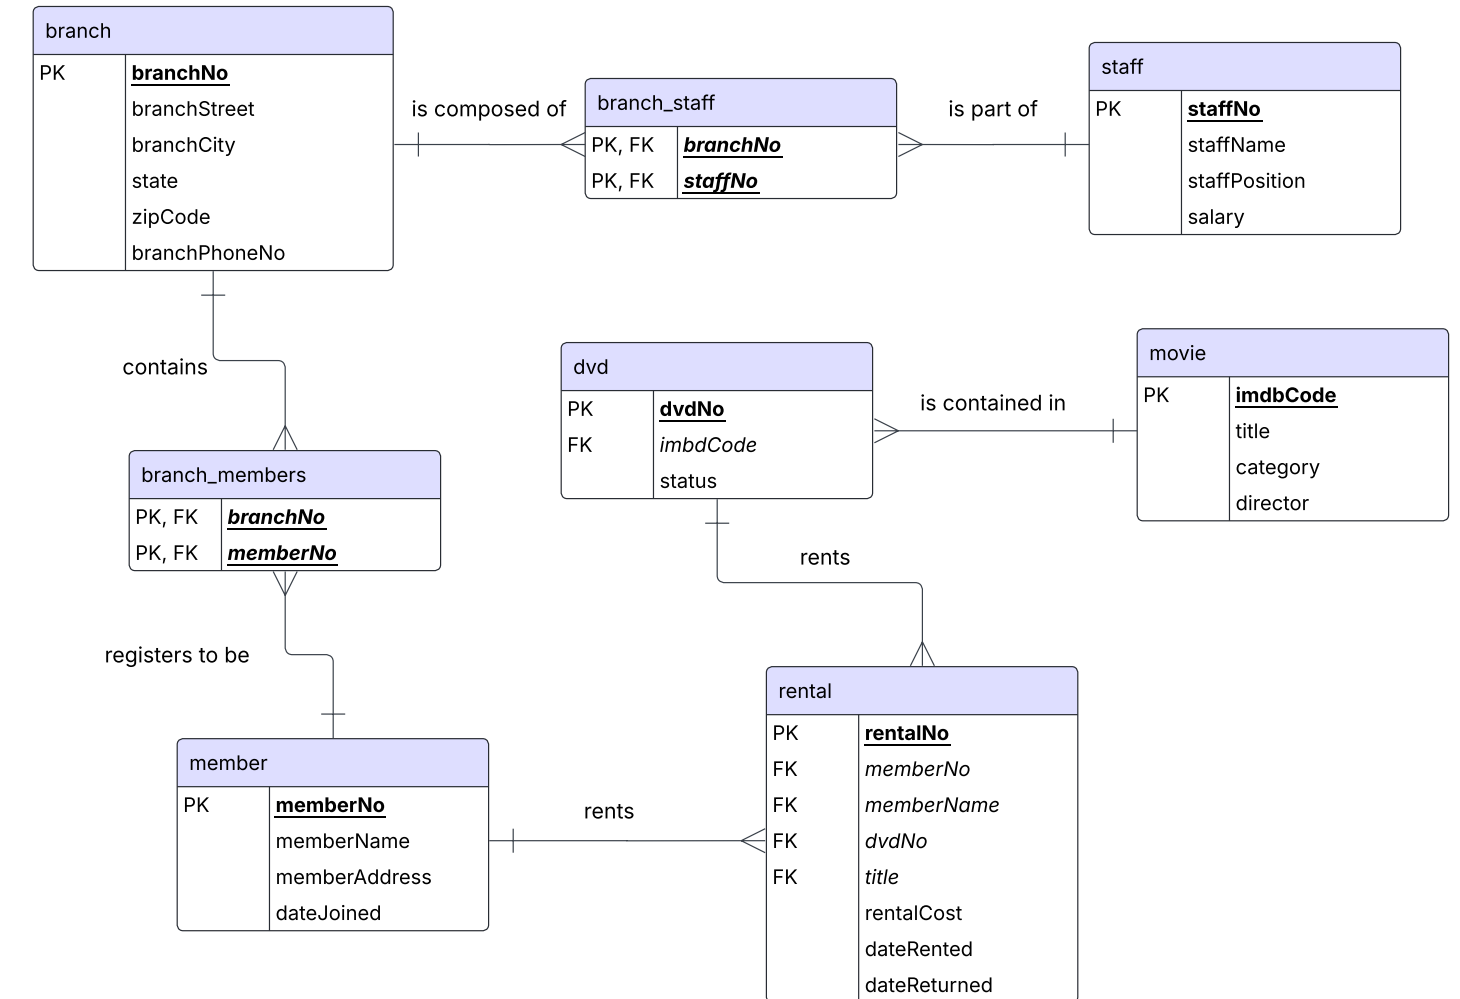 branch
PK branchNo
branchStreet
branchCity
state
zipCode
branchPhoneNo
is composed of
branch_staff
PK, FK branchNo
PK, FK staffNo
is part of
staff
PK staffNo
staffName
staffPosition
salary
contains
branch_members
PK, FK branchNo
PK, FK memberNo
dvd
PK dvdNo
FK imbdCode
status
is contained in
movie
PK imdbCode
title
category
director
rents
registers to be
member
PK memberNo
memberName
memberAddress
dateJoined
rents
rental
PK rentalNo
FK memberNo
FK memberName
FK dvdNo
FK title
rentalCost
dateRented
dateReturned